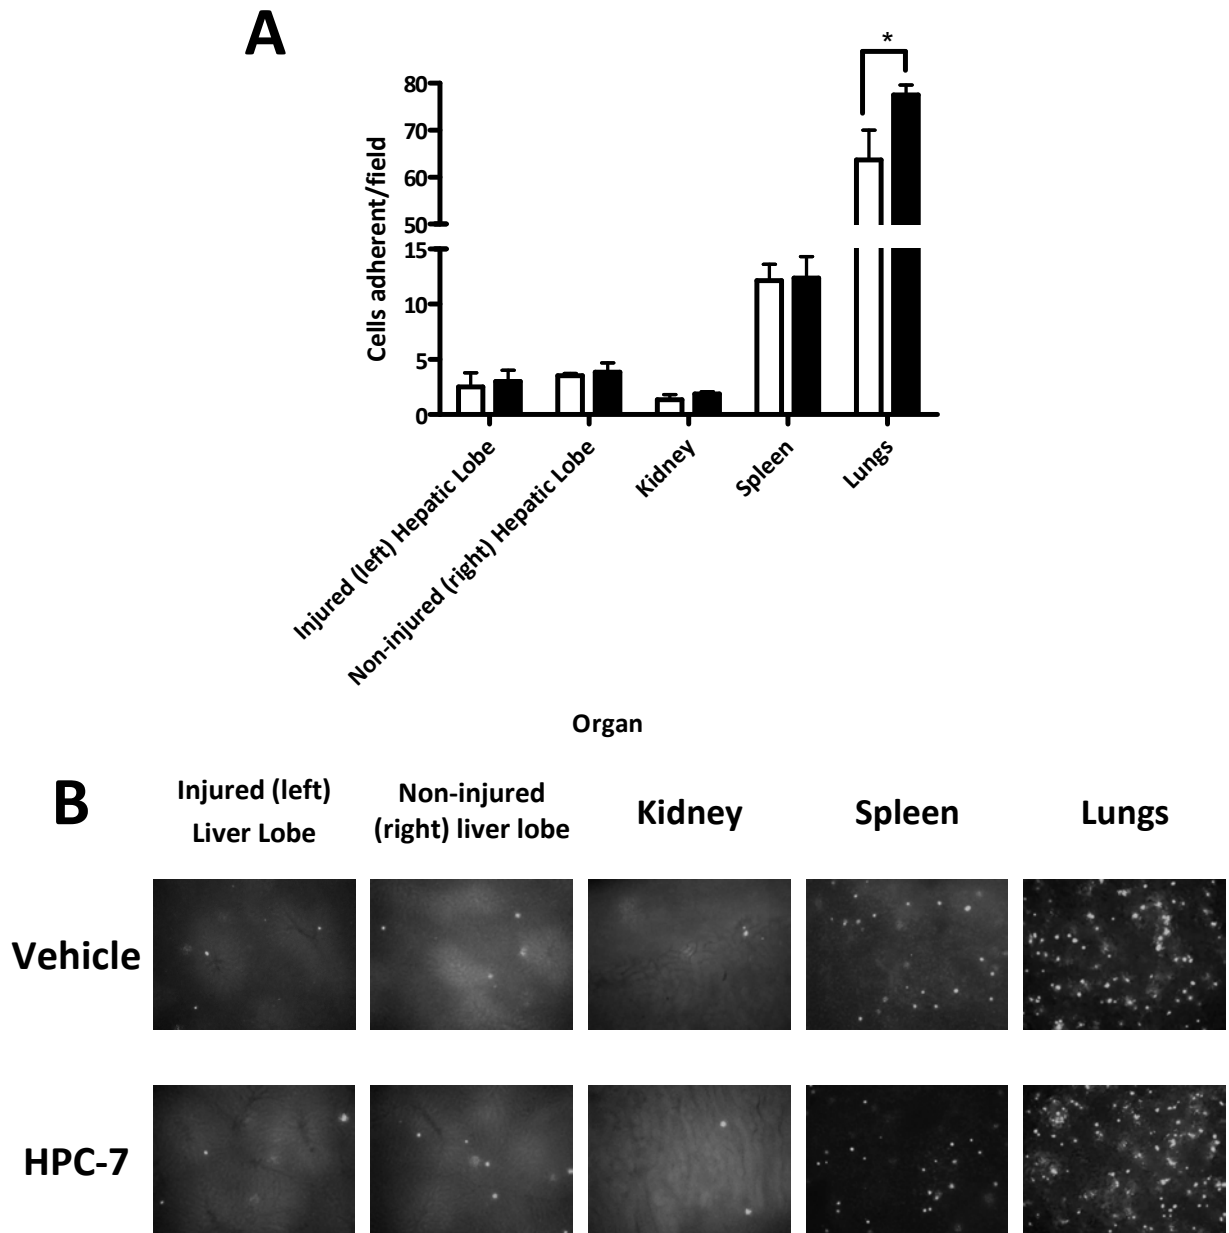 A
*
80
70
60
50
15
10
5
0
Cells adherent/field
Injured (left) Hepatic Lobe
Non-injured (right) Hepatic Lobe
Kidney
Spleen
Lungs
Organ
B
Injured (left)
Liver Lobe
Non-injured
(right) liver lobe
Kidney
Spleen
Lungs
Vehicle
HPC-7